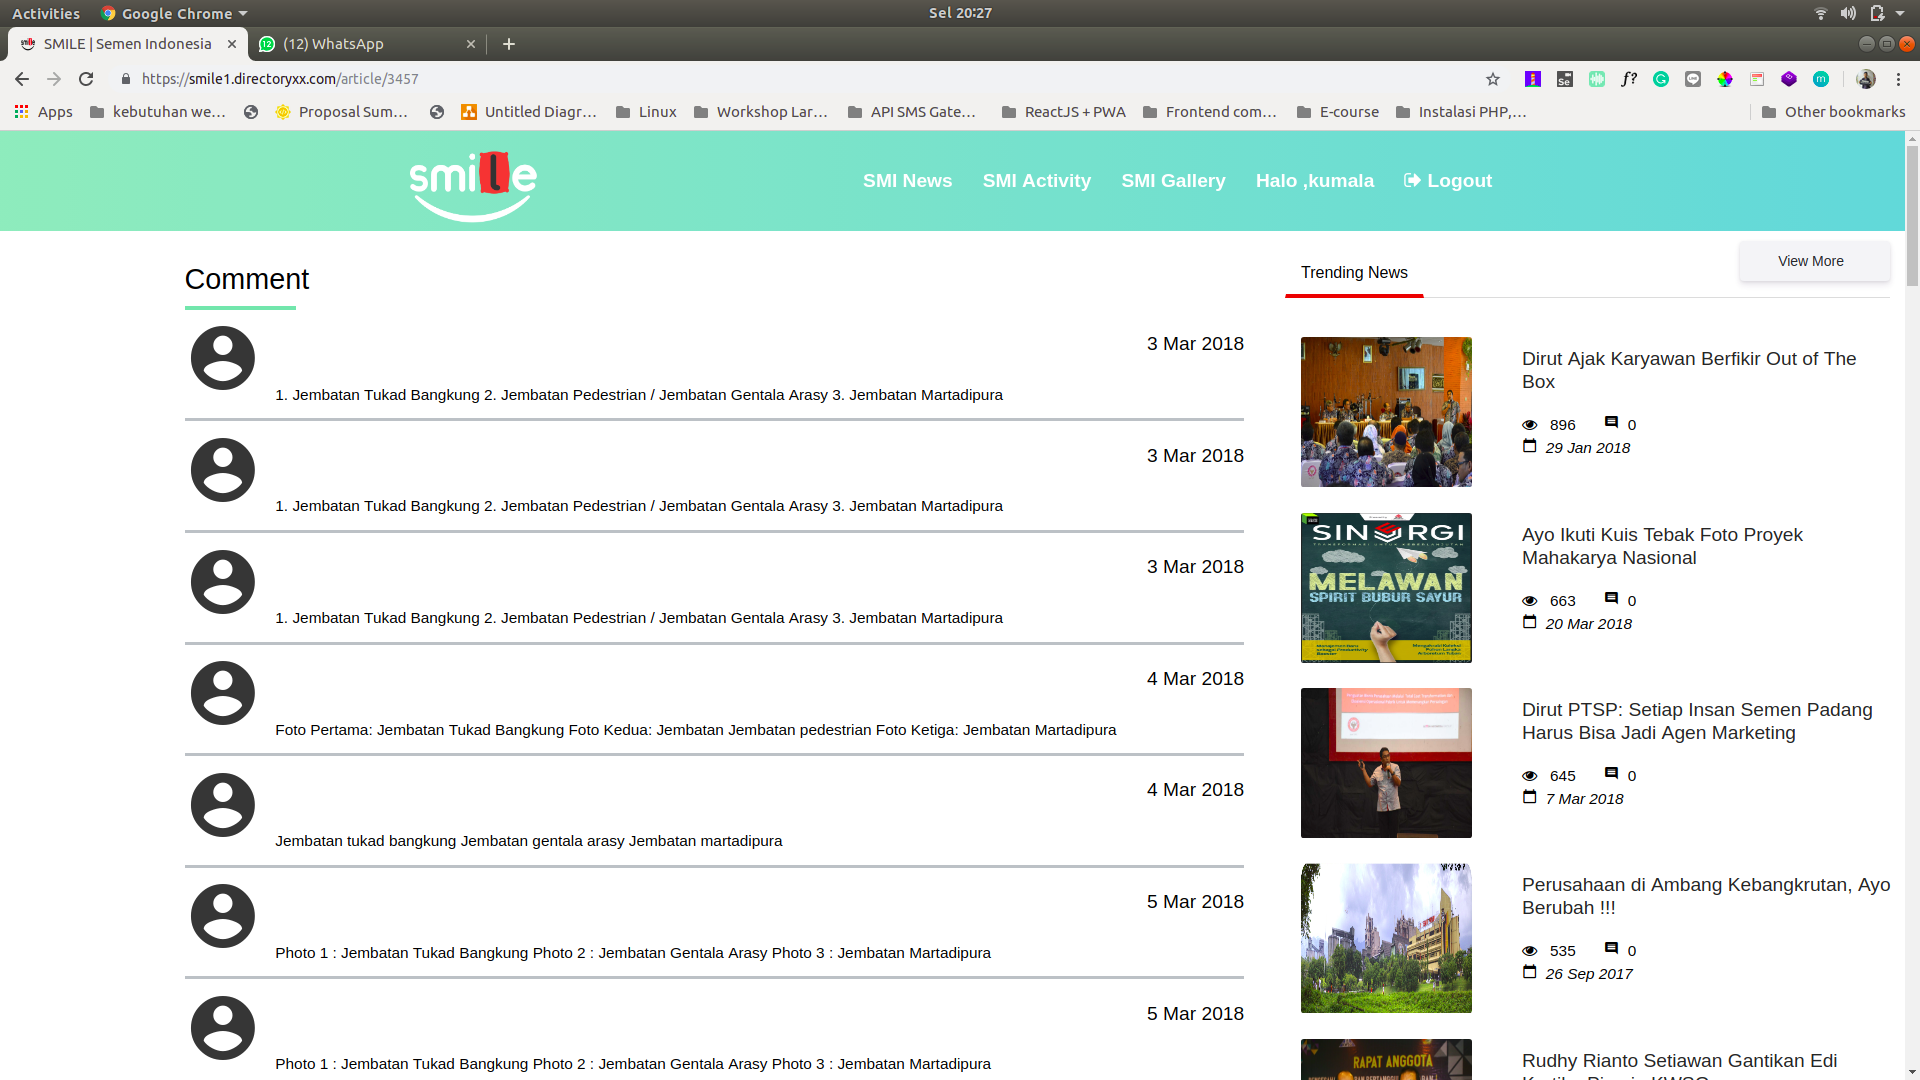 Activities
Google Chrome
Sel 20:27
SMILE | Semen Indonesia
12
(12) WhatsApp
https://smile1.directoryxx.com/article/3457
Se
f?
m
Apps
kebutuhan we...
Proposal Sum...
Untitled Diagr...
Linux
Workshop Lar...
API SMS Gate...
ReactJS + PWA
Frontend com...
E-course
Instalasi PHP,...
Other bookmarks
smile
SMI News
SMI Activity
SMI Gallery
Halo ,kumala
Logout
Comment
3 Mar 2018
1. Jembatan Tukad Bangkung 2. Jembatan Pedestrian / Jembatan Gentala Arasy 3. Jembatan Martadipura
3 Mar 2018
1. Jembatan Tukad Bangkung 2. Jembatan Pedestrian / Jembatan Gentala Arasy 3. Jembatan Martadipura
3 Mar 2018
1. Jembatan Tukad Bangkung 2. Jembatan Pedestrian / Jembatan Gentala Arasy 3. Jembatan Martadipura
4 Mar 2018
Foto Pertama: Jembatan Tukad Bangkung Foto Kedua: Jembatan Jembatan pedestrian Foto Ketiga: Jembatan Martadipura
4 Mar 2018
Jembatan tukad bangkung Jembatan gentala arasy Jembatan martadipura
5 Mar 2018
Photo 1 : Jembatan Tukad Bangkung Photo 2 : Jembatan Gentala Arasy Photo 3 : Jembatan Martadipura
5 Mar 2018
Photo 1 : Jembatan Tukad Bangkung Photo 2 : Jembatan Gentala Arasy Photo 3 : Jembatan Martadipura
Trending News
View More
Dirut Ajak Karyawan Berfikir Out of The
Box
896
0
29 Jan 2018
SINERGI
MELAWAN
SPIRIT BUBUR SAYUR
Ayo Ikuti Kuis Tebak Foto Proyek
Mahakarya Nasional
663
0
20 Mar 2018
Dirut PTSP: Setiap Insan Semen Padang
Harus Bisa Jadi Agen Marketing
645
0
7 Mar 2018
Perusahaan di Ambang Kebangkrutan, Ayo
Berubah !!!
535
0
26 Sep 2017
RAPAT ANGGOTA
Rudhy Rianto Setiawan Gantikan Edi